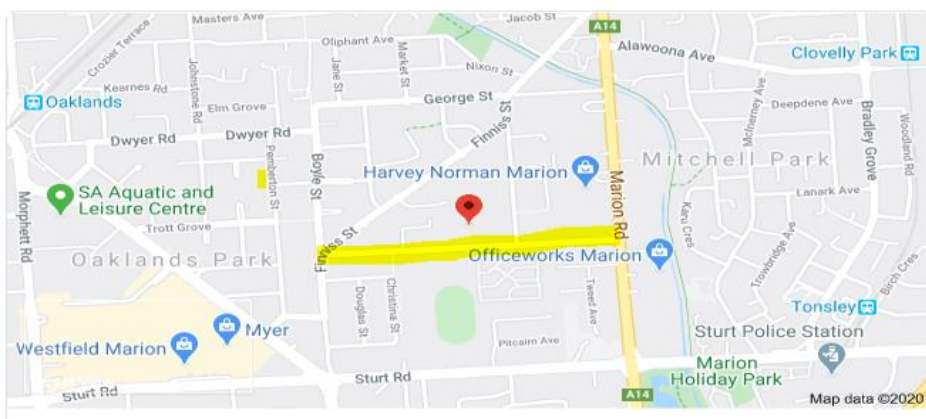 Masters Ave
Jacob St
A14
Crozier Terrace
Oliphant Ave
Market St
Alawoona Ave
Clovelly Park
Johnstone Rd
Jane St
Nixon St
Kearnes Rd
Oaklands
Elm Grove
George St
Deepdene Ave
McInerney Ave
Bradley Grove
Woodland Rd
Dwyer Rd
Dwyer Rd
Finniss St
Pemberton St
Boyle St
Harvey Norman Marion
Mitchell Park
Marion Rd
SA Aquatic and
Leisure Centre
Lanark Ave
Karu Cres
Morphett Rd
Trott Grove
Finniss St
Oaklands Park
Officeworks Marion
Trowbridge Ave
Birch Cres
Douglas St
Christina St
Tweed Ave
Tonsley
Myer
Sturt Police Station
Westfield Marion
Pitcairn Ave
Marion
Holiday Park
Sturt Rd
Sturt Rd
A14
Map data ©2020